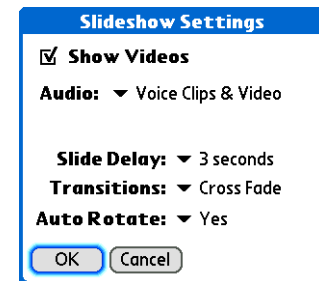 Slideshow Settings
Show Videos
Audio: Voice Clips & Video
Slide Delay: 3 seconds
Transitions: Cross Fade
Auto Rotate: Yes
OK Cancel